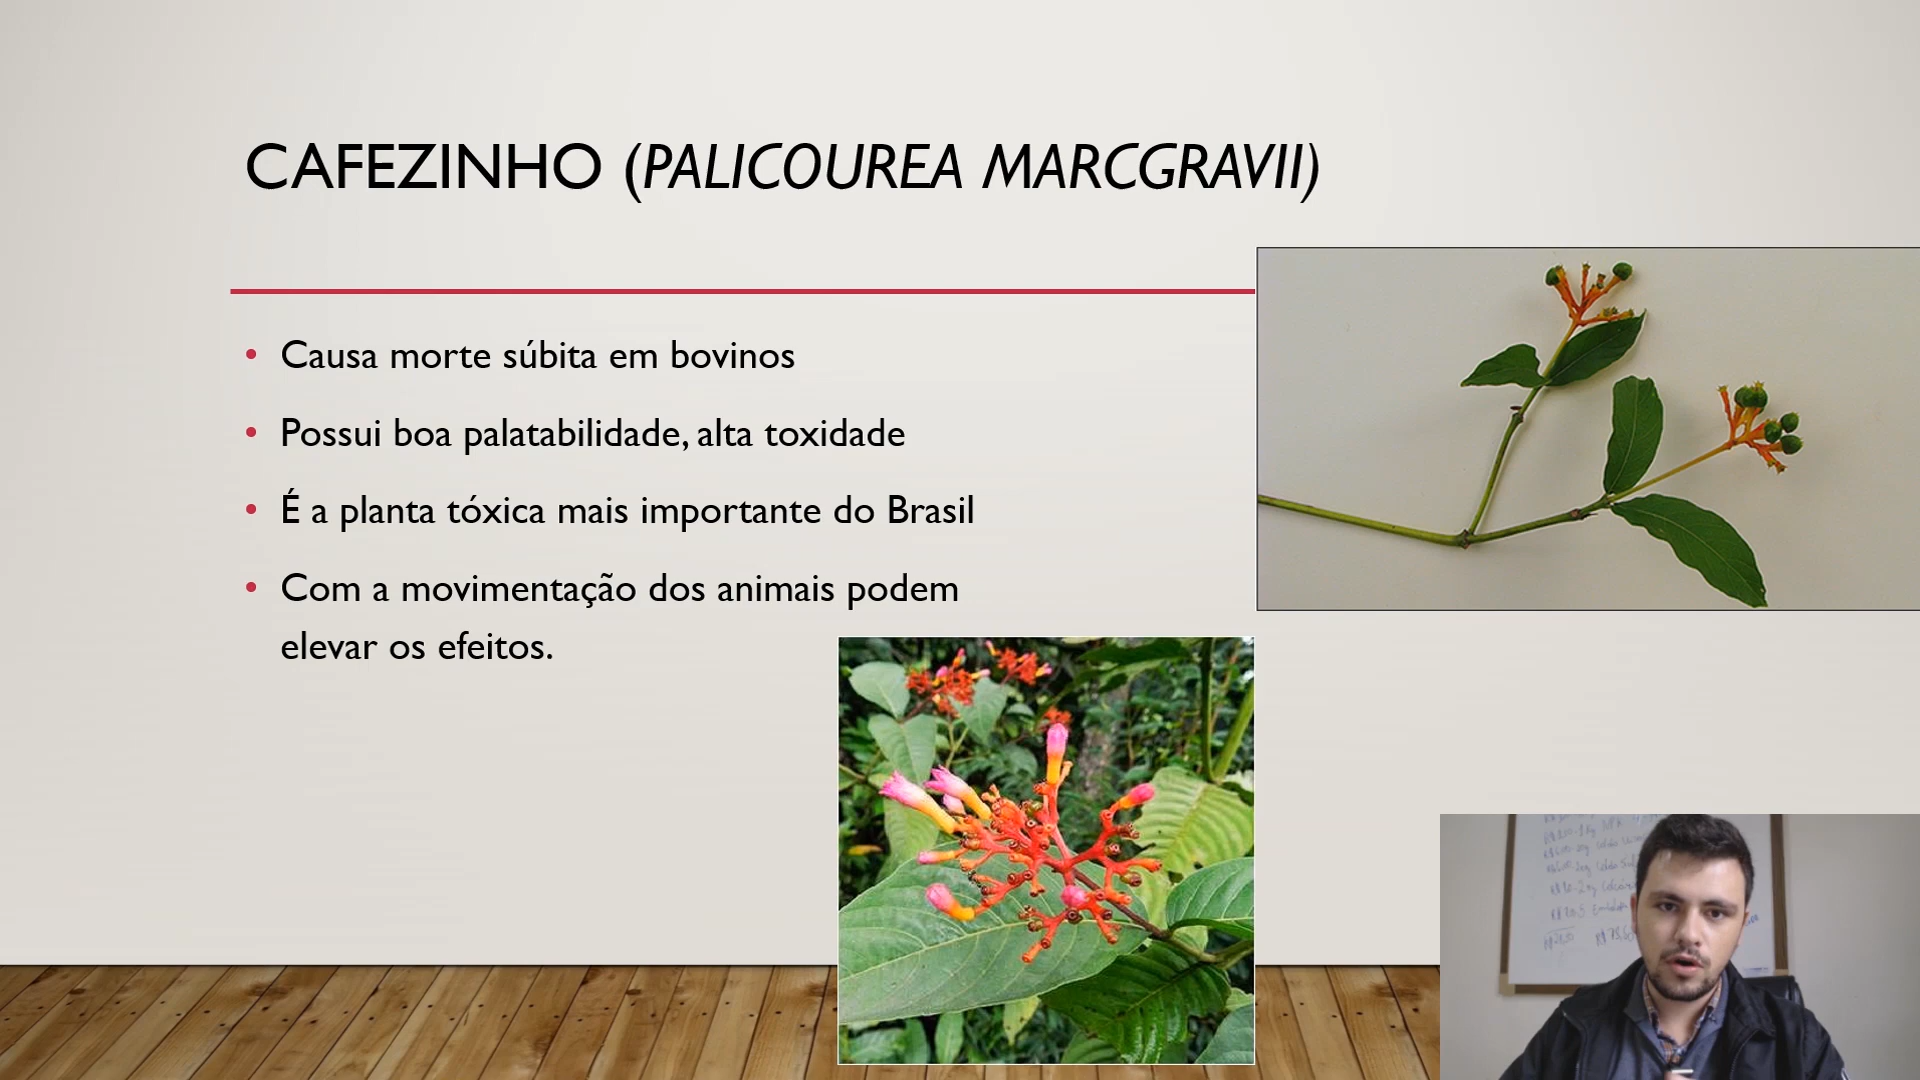 CAFEZINHO (PALICOUREA MARCGRAVII)
• Causa morte súbita em bovinos
• Possui boa palatabilidade, alta toxidade
• É a planta tóxica mais importante do Brasil
• Com a movimentação dos animais podem
elevar os efeitos.